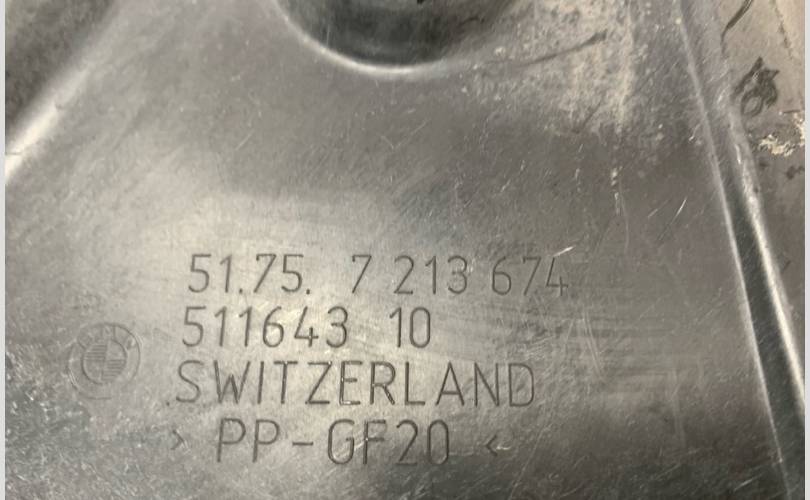 51.75. 7 213 674
511643 10
SWITZERLAND
> PP-GF20 <